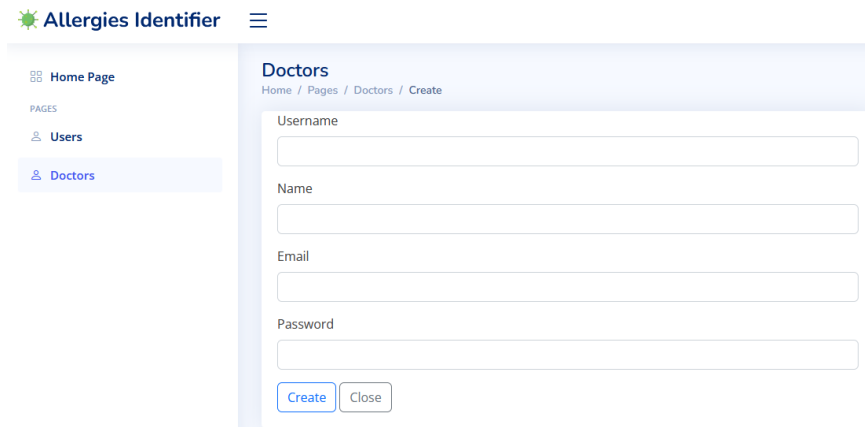 Allergies Identifier
Home Page
PAGES
Users
Doctors
Doctors
Home / Pages / Doctors / Create
Username
Name
Email
Password
Create Close